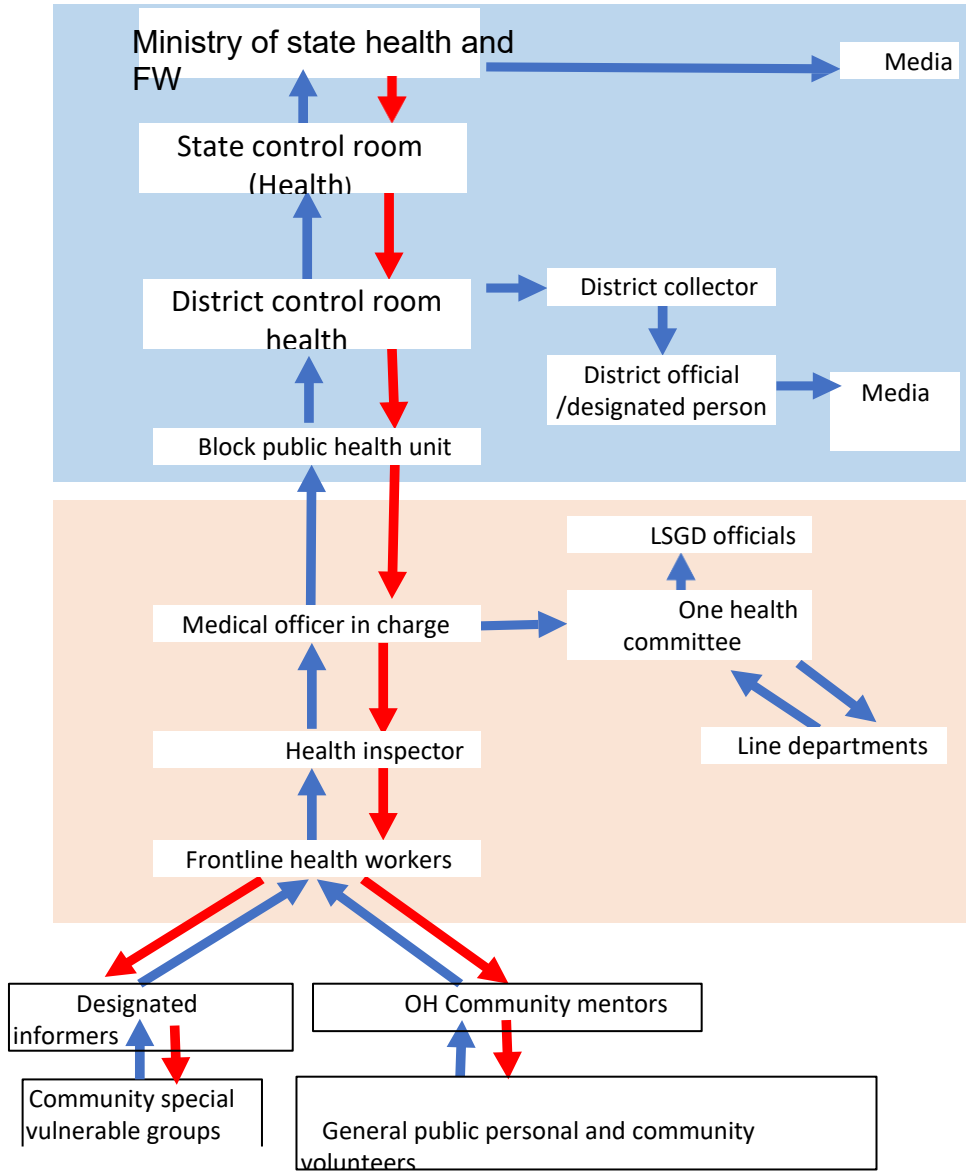 Ministry of state health and
FW
Media
State control room
(Health)
District control room
health
District collector
District official
/designated person
Media
Block public health unit
LSGD officials
One health
committee
Medical officer in charge
Line departments
Health inspector
Frontline health workers
Designated
informers
OH Community mentors
Community special
vulnerable groups
General public personal and community
volunteers